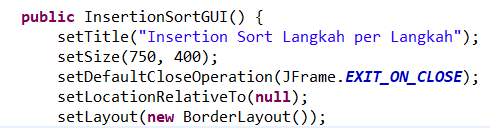 public InsertionSortGUI() {
setTitle("Insertion Sort Langkah per Langkah");
setSize(750, 400);
setDefaultCloseOperation(JFrame.EXIT_ON_CLOSE);
setLocationRelativeTo(null);
setLayout(new BorderLayout());